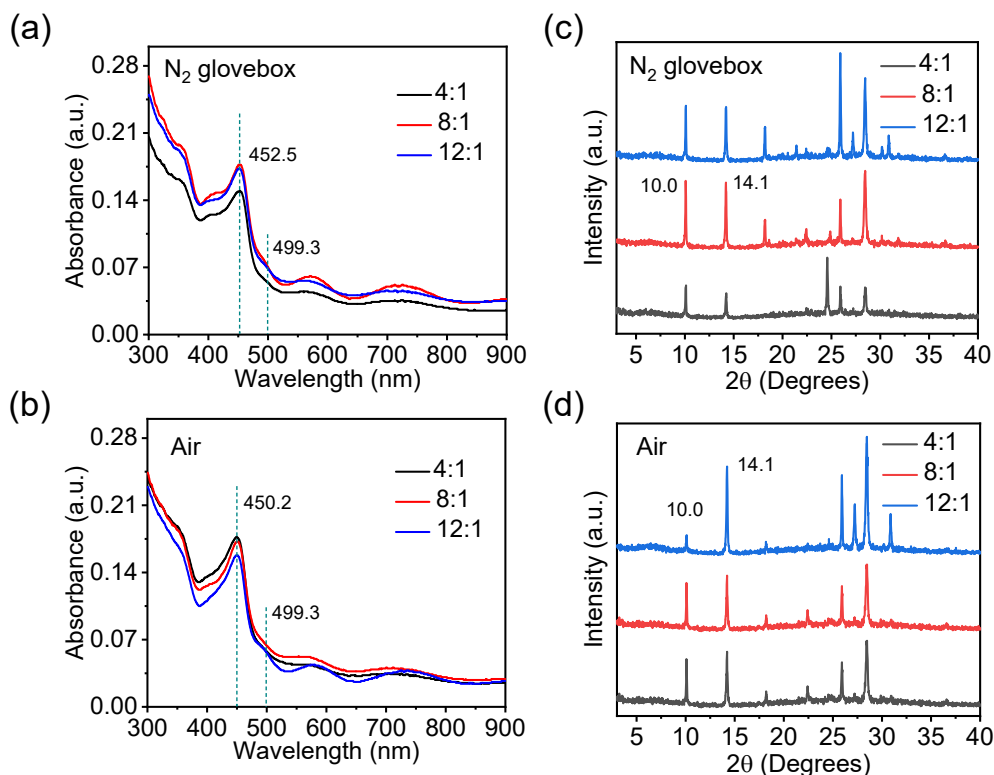 (a)
0.28
0.21
0.14
0.07
0.00
Absorbance (a.u.)
N₂ glovebox
4:1
8:1
12:1
452.5
499.3
300 400 500 600 700 800 900
Wavelength (nm)
(c)
Intensity (a.u.)
N₂ glovebox
4:1
8:1
12:1
10.0
14.1
5 10 15 20 25 30 35 40
2θ (Degrees)
(b)
0.28
0.21
0.14
0.07
0.00
Absorbance (a.u.)
Air
4:1
8:1
12:1
450.2
499.3
300 400 500 600 700 800 900
Wavelength (nm)
(d)
Intensity (a.u.)
Air
4:1
8:1
12:1
14.1
10.0
5 10 15 20 25 30 35 40
2θ (Degrees)